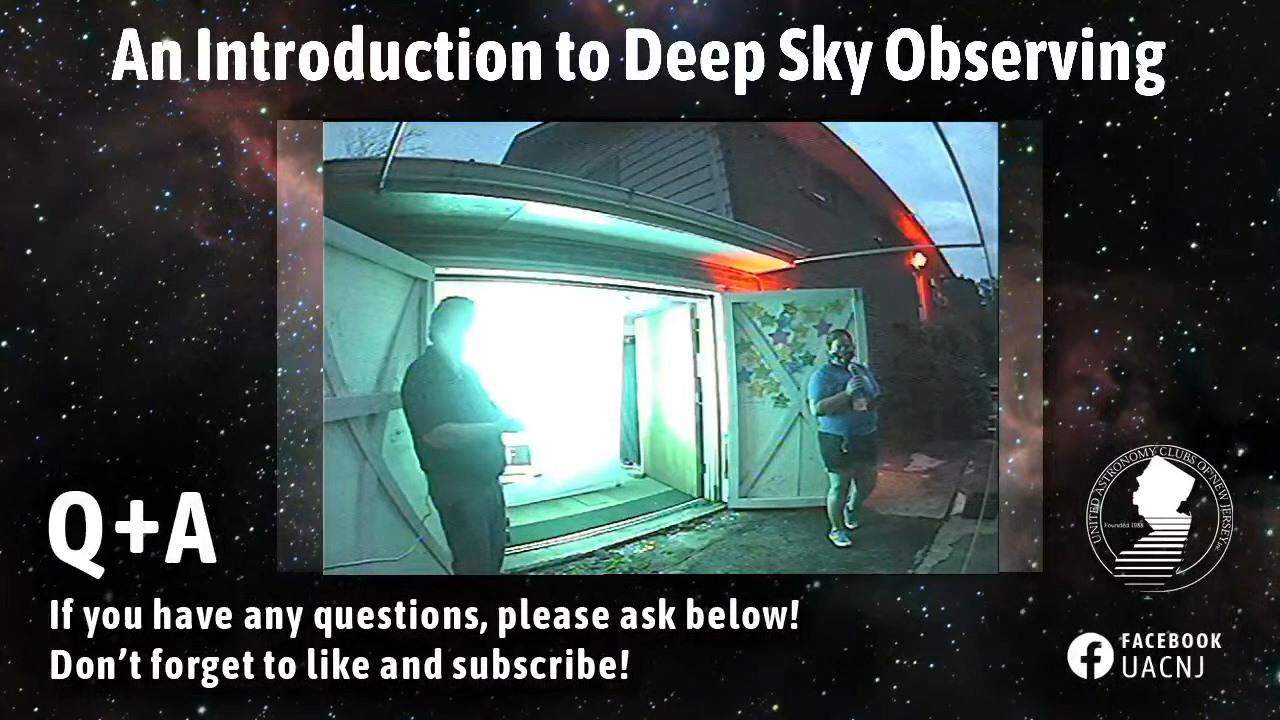 An Introduction to Deep Sky Observing
Q+A
If you have any questions, please ask below!
Don't forget to like and subscribe!
UNITED ASTRONOMY CLUBS OF NEW JERSEY, Inc
Founded 1988
FACEBOOK
UACNJ